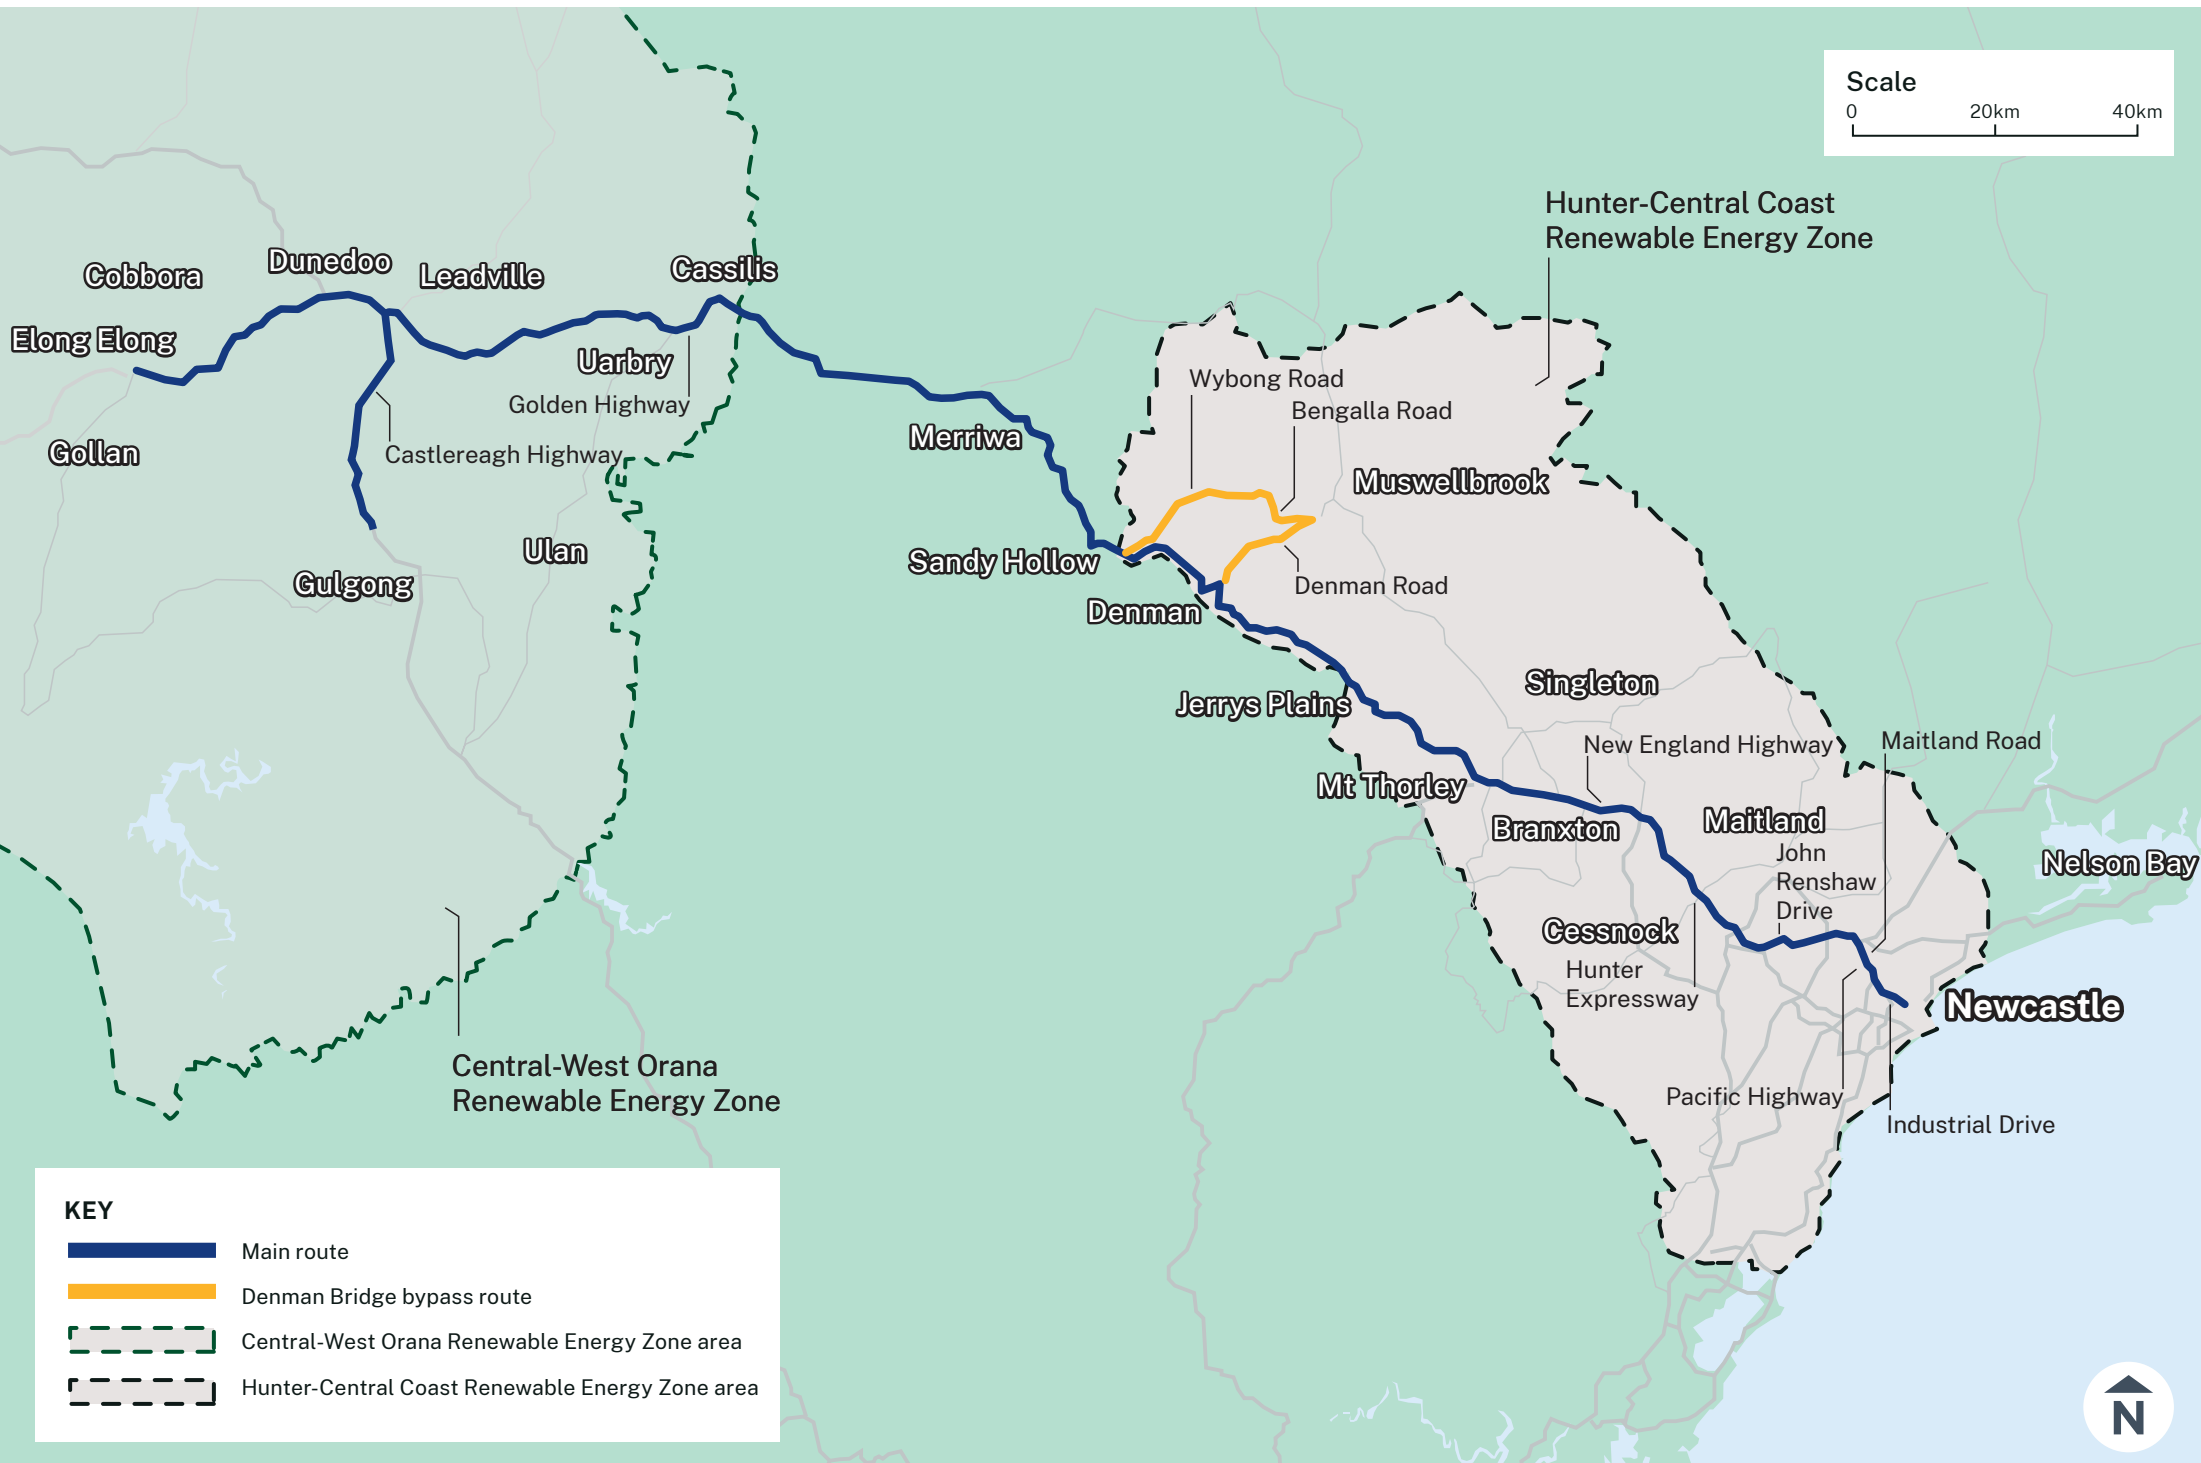 Scale
0 20km 40km
Hunter-Central Coast
Renewable Energy Zone
Cobbora
Dunedoo
Leadville
Cassilis
Elong Elong
Uarbry
Golden Highway
Gollan
Castlereagh Highway
Merriwa
Wybong Road
Bengalla Road
Muswellbrook
Ulan
Gulgong
Sandy Hollow
Denman Road
Denman
Jerrys Plains
Singleton
New England Highway
Maitland Road
Mt Thorley
Branxton
Maitland
John
Renshaw
Drive
Nelson Bay
Cessnock
Hunter
Expressway
Newcastle
Pacific Highway
Industrial Drive
Central-West Orana
Renewable Energy Zone
KEY
Main route
Denman Bridge bypass route
Central-West Orana Renewable Energy Zone area
Hunter-Central Coast Renewable Energy Zone area
N